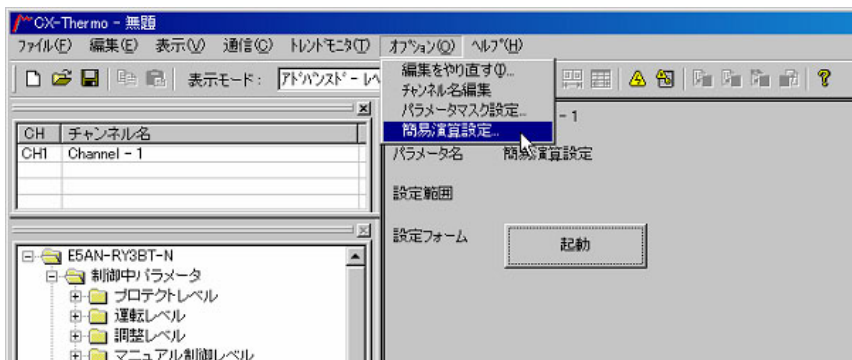 CX-Thermo - 無題
ファイル(F) 編集(E) 表示(V) 通信(C) トレンドモニタ(T) オプション(O) ヘルプ(H)
表示モード: アドバンスド・レベ
編集をやり直す(I)...
チャンネル名編集
パラメータマスク設定...
簡易演算設定...
- 1
CH チャンネル名
CH1 Channel - 1
パラメータ名 簡易演算設定
設定範囲
設定フォーム 起動
E5AN-RY3BT-N
制御中パラメータ
プロテクトレベル
運転レベル
調整レベル
マニュアル制御レベル